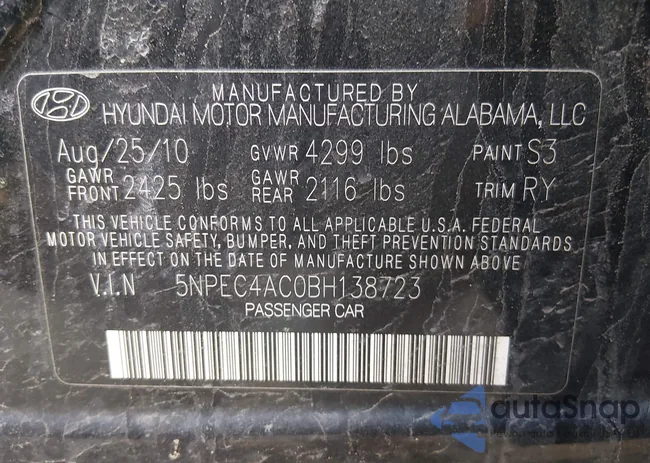 MANUFACTURED BY
HYUNDAI MOTOR MANUFACTURING ALABAMA, LLC
Aug/25/10 GVWR 4299 lbs PAINT S3
GAWR FRONT 2425 lbs GAWR REAR 2116 lbs TRIM RY
THIS VEHICLE CONFORMS TO ALL APPLICABLE U.S.A. FEDERAL
MOTOR VEHICLE SAFETY, BUMPER, AND THEFT PREVENTION STANDARDS
IN EFFECT ON THE DATE OF MANUFACTURE SHOWN ABOVE
V.I.N 5NPEC4AC0BH138723
PASSENGER CAR
autoSnap